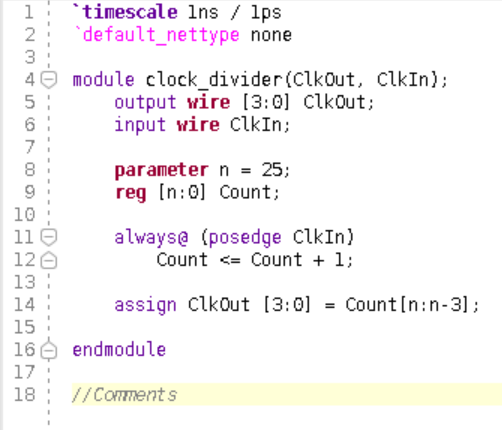 1 `timescale 1ns / 1ps
2 `default_nettype none
3
4 module clock_divider(ClkOut, ClkIn);
5     output wire [3:0] ClkOut;
6     input wire ClkIn;
7
8     parameter n = 25;
9     reg [n:0] Count;
10
11     always@ (posedge ClkIn)
12         Count <= Count + 1;
13
14     assign ClkOut [3:0] = Count[n:n-3];
15
16 endmodule
17
18 //Comments